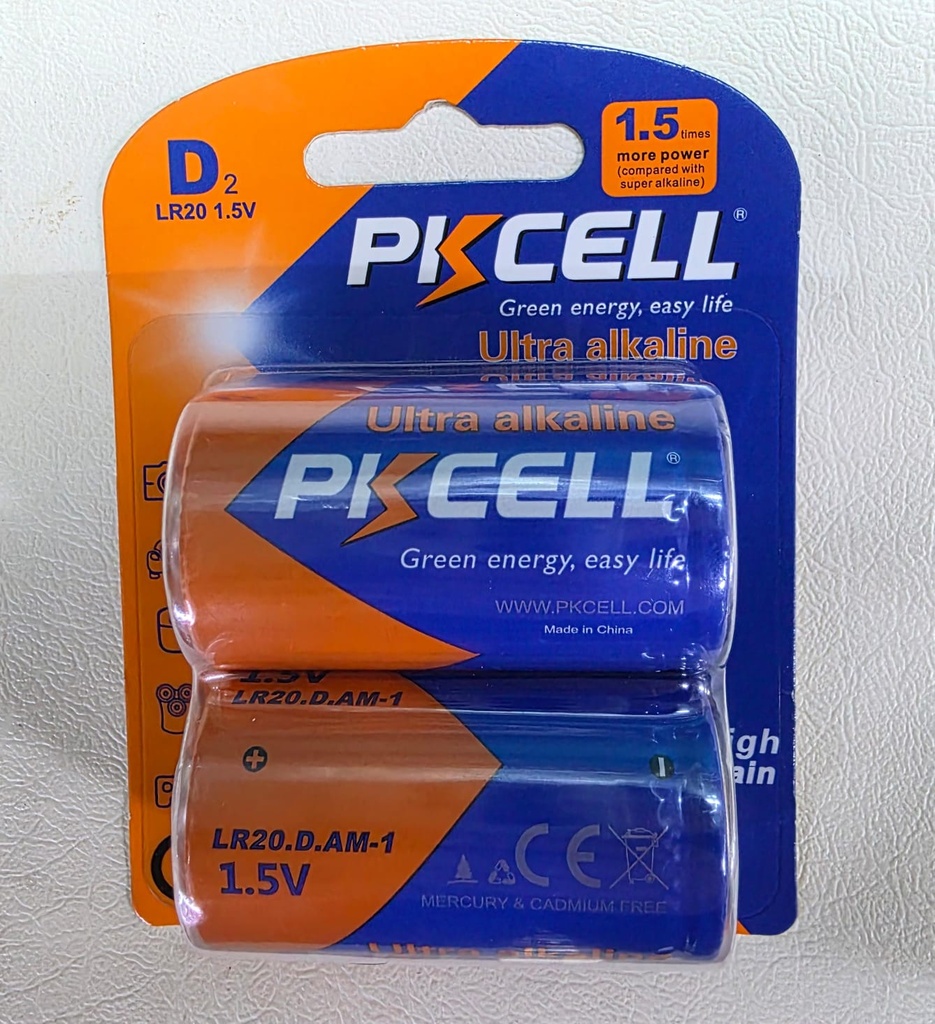 D2
LR20 1.5V
1.5 times
more power
(compared with
super alkaline)
PKCELL®
Green energy, easy life
Ultra alkaline
Ultra alkaline
PKCELL®
Green energy, easy life
WWW.PKCELL.COM
Made in China
1.5V
LR20.D.AM-1
+
-
LR20.D.AM-1
1.5V
CE
MERCURY & CADMIUM FREE
Ultra alkaline